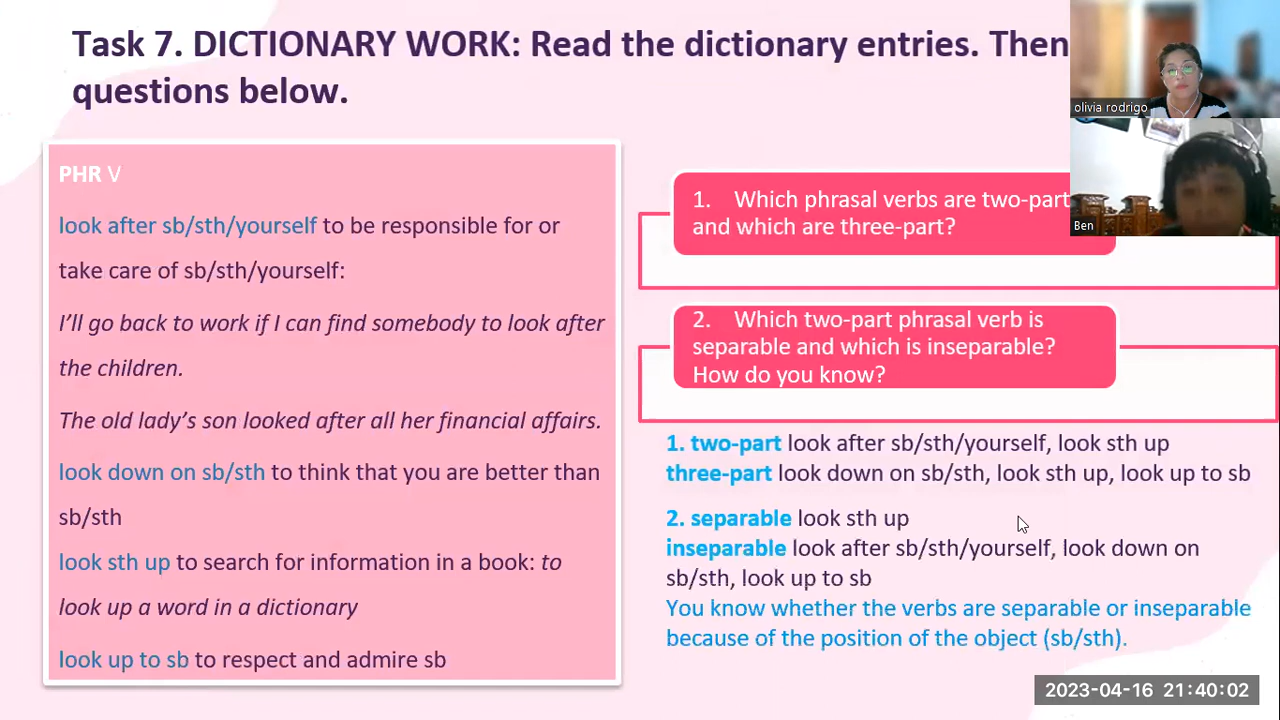 Task 7. DICTIONARY WORK: Read the dictionary entries. Then
questions below.
olivia rodrigo
Ben
PHR V
look after sb/sth/yourself to be responsible for or
take care of sb/sth/yourself:
I'll go back to work if I can find somebody to look after
the children.
The old lady's son looked after all her financial affairs.
look down on sb/sth to think that you are better than
sb/sth
look sth up to search for information in a book: to
look up a word in a dictionary
look up to sb to respect and admire sb
1. Which phrasal verbs are two-part
and which are three-part?
2. Which two-part phrasal verb is
separable and which is inseparable?
How do you know?
1. two-part look after sb/sth/yourself, look sth up
three-part look down on sb/sth, look sth up, look up to sb
2. separable look sth up
inseparable look after sb/sth/yourself, look down on
sb/sth, look up to sb
You know whether the verbs are separable or inseparable
because of the position of the object (sb/sth).
2023-04-16 21:40:02